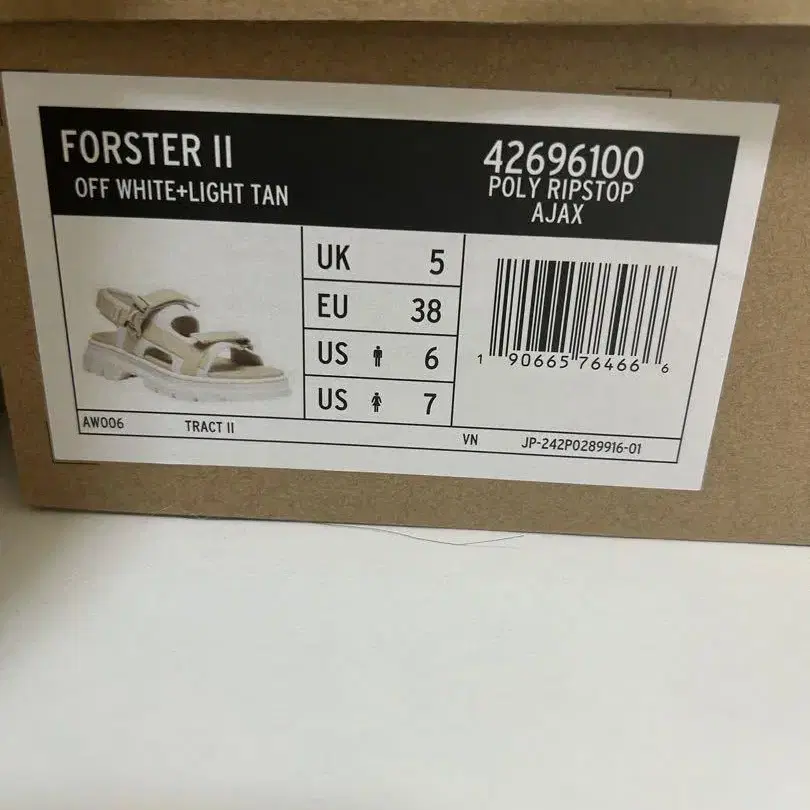 FORSTER II
OFF WHITE+LIGHT TAN
42696100
POLY RIPSTOP
AJAX
UK 5
EU 38
US 6
US 7
1 90665 76466 6
AW006 TRACT II
VN JP-242P0289916-01